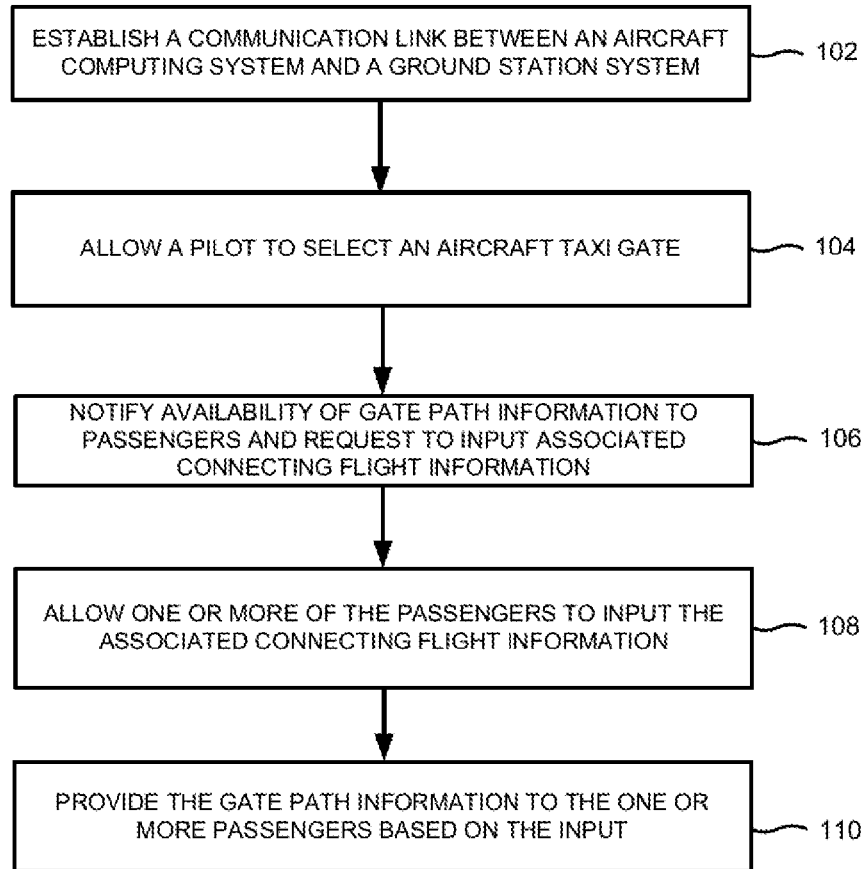 ESTABLISH A COMMUNICATION LINK BETWEEN AN AIRCRAFT
COMPUTING SYSTEM AND A GROUND STATION SYSTEM
102
ALLOW A PILOT TO SELECT AN AIRCRAFT TAXI GATE
104
NOTIFY AVAILABILITY OF GATE PATH INFORMATION TO
PASSENGERS AND REQUEST TO INPUT ASSOCIATED
CONNECTING FLIGHT INFORMATION
106
ALLOW ONE OR MORE OF THE PASSENGERS TO INPUT THE
ASSOCIATED CONNECTING FLIGHT INFORMATION
108
PROVIDE THE GATE PATH INFORMATION TO THE ONE OR
MORE PASSENGERS BASED ON THE INPUT
110